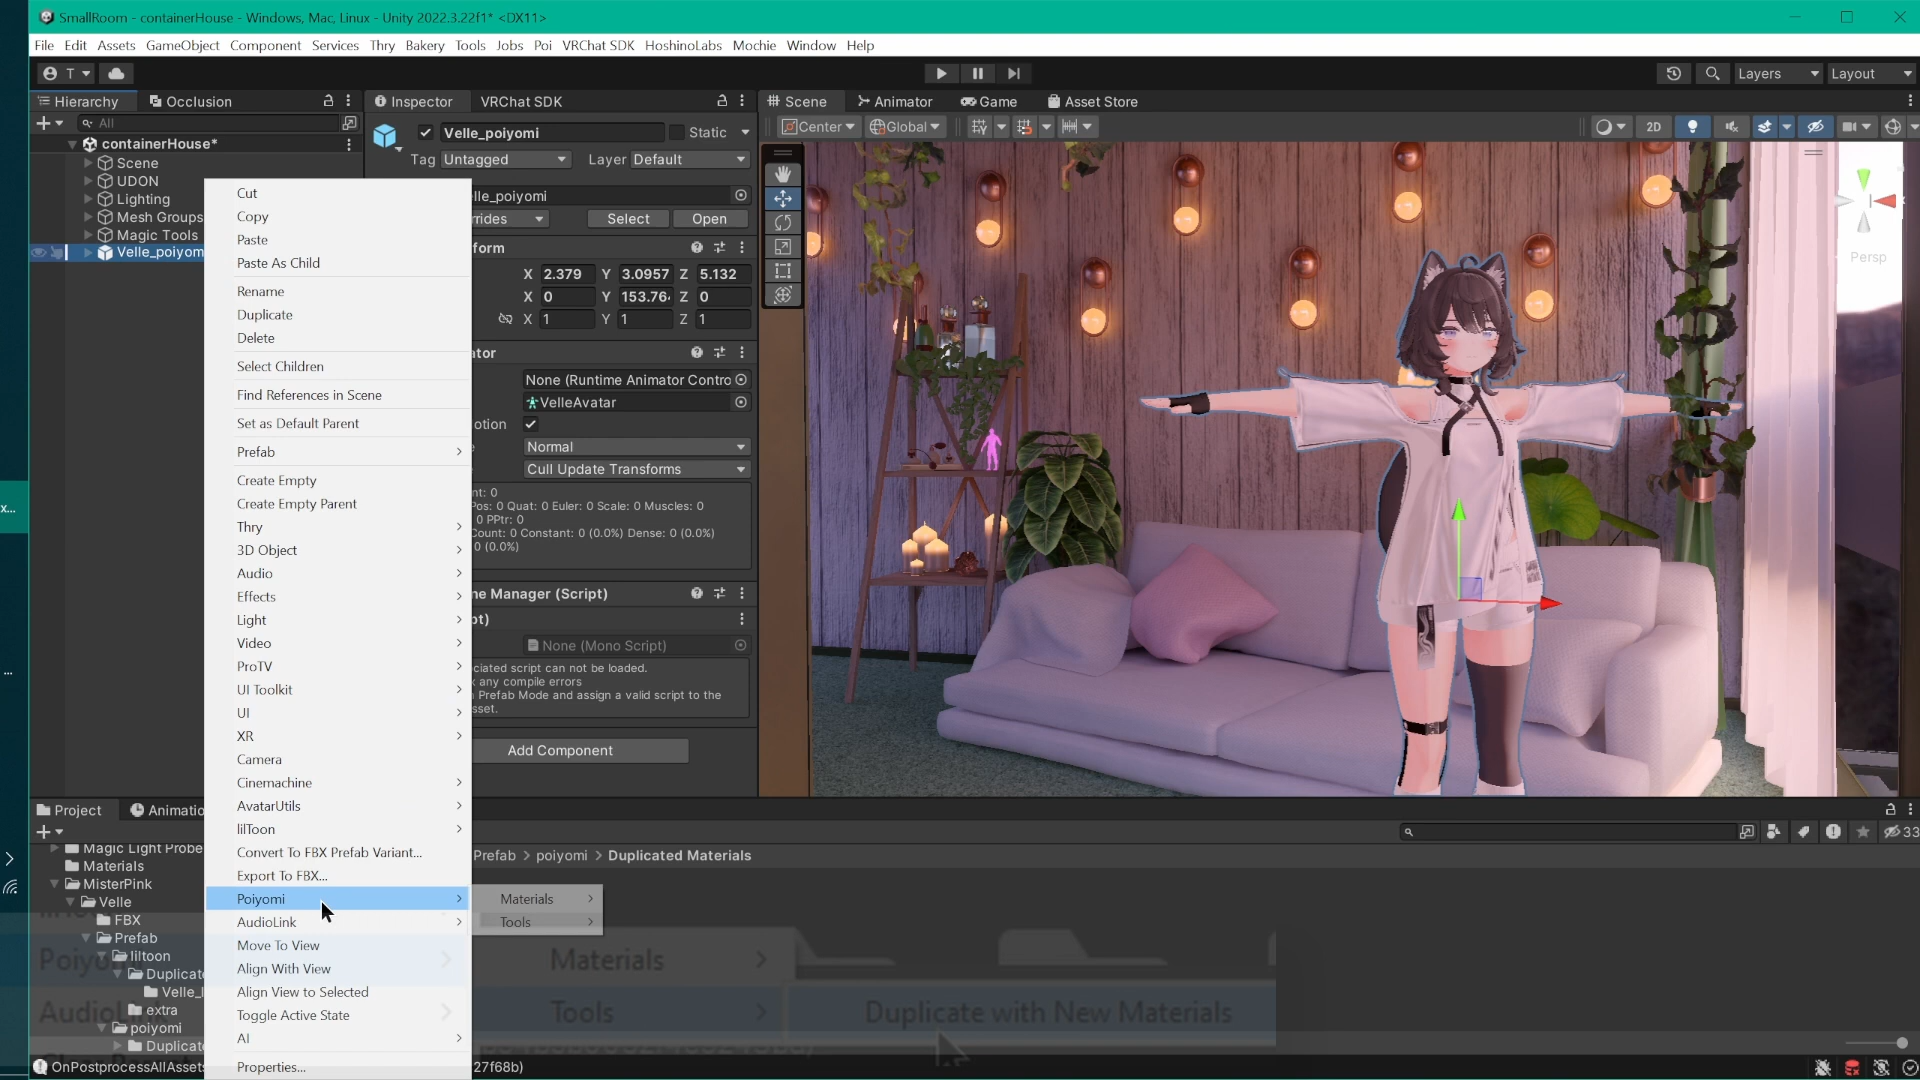 SmallRoom - containerHouse - Windows, Mac, Linux - Unity 2022.3.22f1* <DX11>
File Edit Assets GameObject Component Services Thry Bakery Tools Jobs Poi VRChat SDK HoshinoLabs Mochie Window Help
T
Layers Layout
Hierarchy Occlusion
Inspector VRChat SDK
Scene Animator Game Asset Store
All
Center Global 2D
containerHouse*
Scene
UDON
Lighting
Mesh Groups
Magic Tools
Velle_poiyom
Velle_poiyomi Static
Tag Untagged Layer Default
lle_poiyomi
rrides Select Open
form
X 2.379 Y 3.0957 Z 5.132
X 0 Y 153.76 Z 0
X 1 Y 1 Z 1
ator
None (Runtime Animator Contro
VelleAvatar
otion
Normal
Cull Update Transforms
nt: 0
Pos: 0 Quat: 0 Euler: 0 Scale: 0 Muscles: 0
0 PPtr: 0
Count: 0 Constant: 0 (0.0%) Dense: 0 (0.0%)
0 (0.0%)
ne Manager (Script)
pt)
None (Mono Script)
ciated script can not be loaded.
x any compile errors
n Prefab Mode and assign a valid script to the
sset.
Add Component
Persp
Cut
Copy
Paste
Paste As Child
Rename
Duplicate
Delete
Select Children
Find References in Scene
Set as Default Parent
Prefab
Create Empty
Create Empty Parent
Thry
3D Object
Audio
Effects
Light
Video
ProTV
UI Toolkit
UI
XR
Camera
Cinemachine
AvatarUtils
lilToon
Convert To FBX Prefab Variant...
Export To FBX...
Poiyomi
AudioLink
Move To View
Align With View
Align View to Selected
Toggle Active State
AI
Properties...
Materials
Tools
Project Animatio
33
Prefab > poiyomi > Duplicated Materials
Magic Light Probe
Materials
MisterPink
Velle
FBX
Prefab
liltoon
Duplicate
Velle_l
extra
poiyomi
Duplicate
Poiyomi
AudioLink
Materials
Tools
Duplicate with New Materials
OnPostprocessAllAssets
27f68b)
x...
...